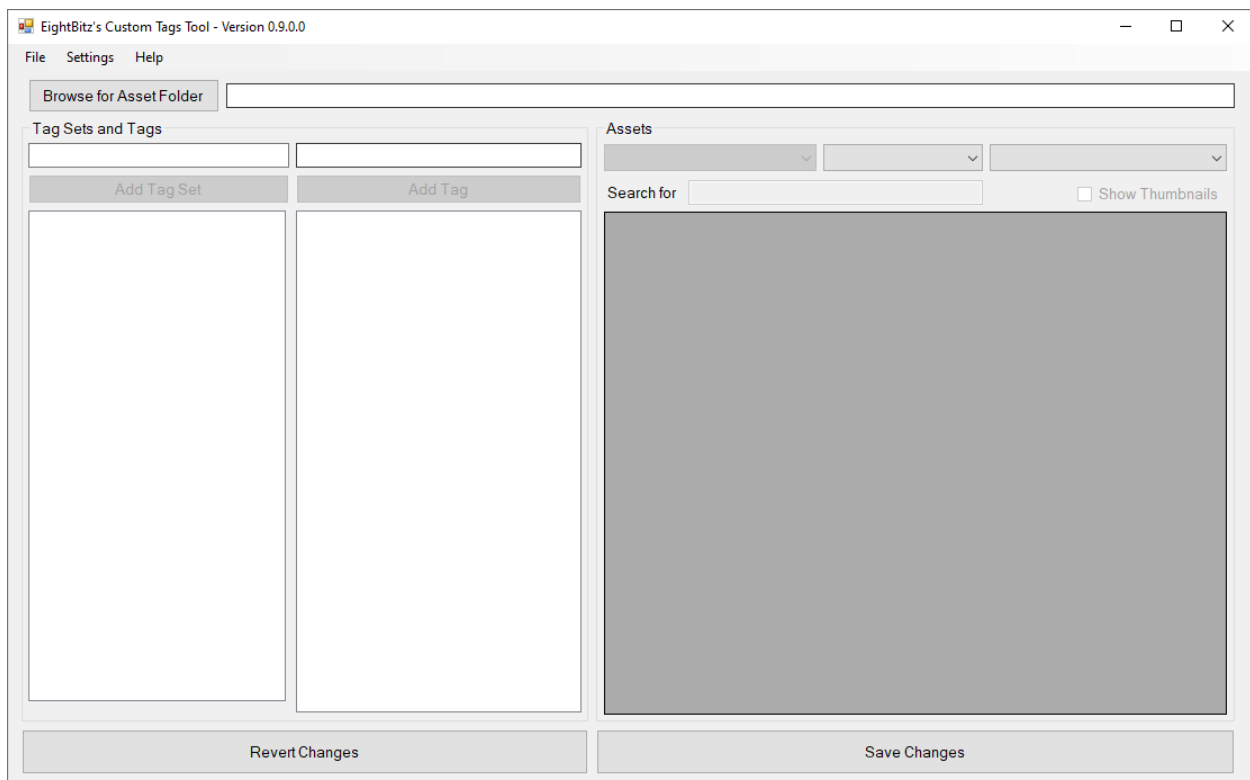 EightBitz's Custom Tags Tool - Version 0.9.0.0
File Settings Help
Browse for Asset Folder
Tag Sets and Tags
Add Tag Set Add Tag
Assets
Search for Show Thumbnails
Revert Changes Save Changes